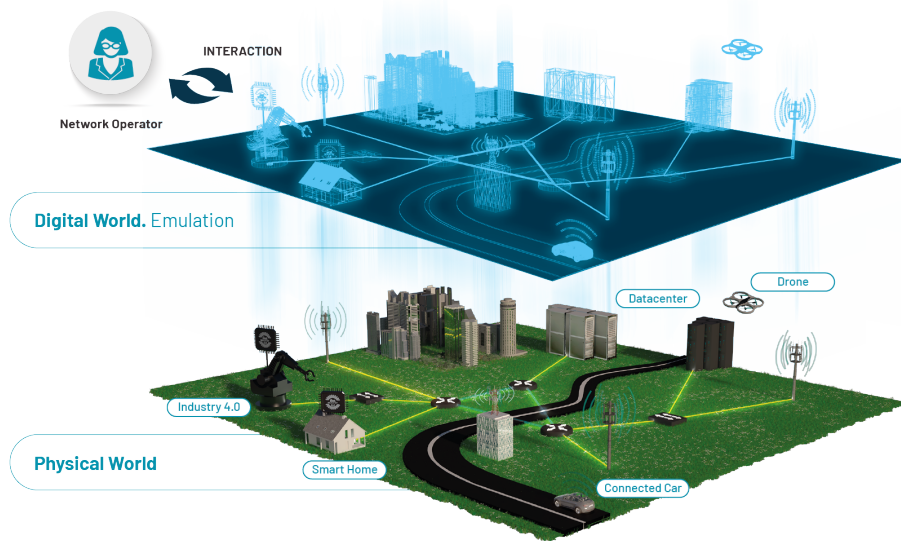 INTERACTION
Network Operator
Digital World. Emulation
Drone
Datacenter
Industry 4.0
Smart Home
Physical World
Connected Car